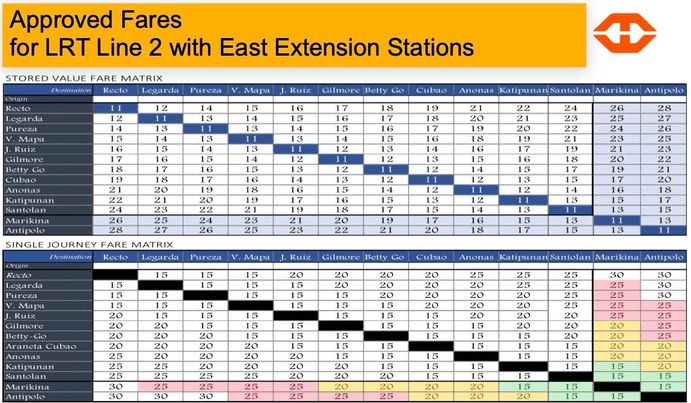 Approved Fares
for LRT Line 2 with East Extension Stations
STORED VALUE FARE MATRIX
Destination Recto Legarda Pureza V. Mapa J. Ruiz Gilmore Betty Go Cubao Anonas Katipunan Santolan Marikina Antipolo
Origin
Recto 11 12 14 15 16 17 18 19 21 22 24 26 28
Legarda 12 11 13 14 15 16 17 18 20 21 23 25 27
Pureza 14 13 11 13 14 15 16 17 19 20 22 24 26
V. Mapa 15 14 13 11 13 14 15 16 18 19 21 23 25
J. Ruiz 16 15 14 13 11 12 13 14 16 17 19 21 23
Gilmore 17 16 15 14 12 11 12 13 15 16 18 20 22
Betty Go 18 17 16 15 13 12 11 12 14 15 17 19 21
Cubao 19 18 17 16 14 13 12 11 12 13 15 17 20
Anonas 21 20 19 18 16 15 14 12 11 12 14 16 18
Katipunan 22 21 20 19 17 16 15 13 12 11 13 15 17
Santolan 24 23 22 21 19 18 17 15 14 13 11 13 15
Marikina 26 25 24 23 21 20 19 17 16 15 13 11 13
Antipolo 28 27 26 25 23 22 21 20 18 17 15 13 11
SINGLE JOURNEY FARE MATRIX
Destination Recto Legarda Pureza V. Mapa J. Ruiz Gilmore Betty Go Cubao Anonas Katipunan Santolan Marikina Antipolo
Origin
Recto 15 15 15 20 20 20 20 25 25 25 30 30
Legarda 15 15 15 15 20 20 20 20 25 25 25 30
Pureza 15 15 15 15 15 20 20 20 20 25 25 30
V. Mapa 15 15 15 15 15 15 20 20 20 25 25 25
J. Ruiz 20 15 15 15 15 15 15 20 20 20 25 25
Gilmore 20 20 15 15 15 15 15 15 20 20 20 25
Betty-Go 20 20 20 15 15 15 15 15 15 20 20 25
Araneta Cubao 20 20 20 20 15 15 15 15 15 15 20 20
Anonas 25 20 20 20 20 15 15 15 15 15 20 20
Katipunan 25 25 20 20 20 20 15 15 15 15 15 20
Santolan 25 25 25 25 20 20 20 15 15 15 15 15
Marikina 30 25 25 25 25 20 20 20 20 15 15 15
Antipolo 30 30 30 25 25 25 25 20 20 20 15 15